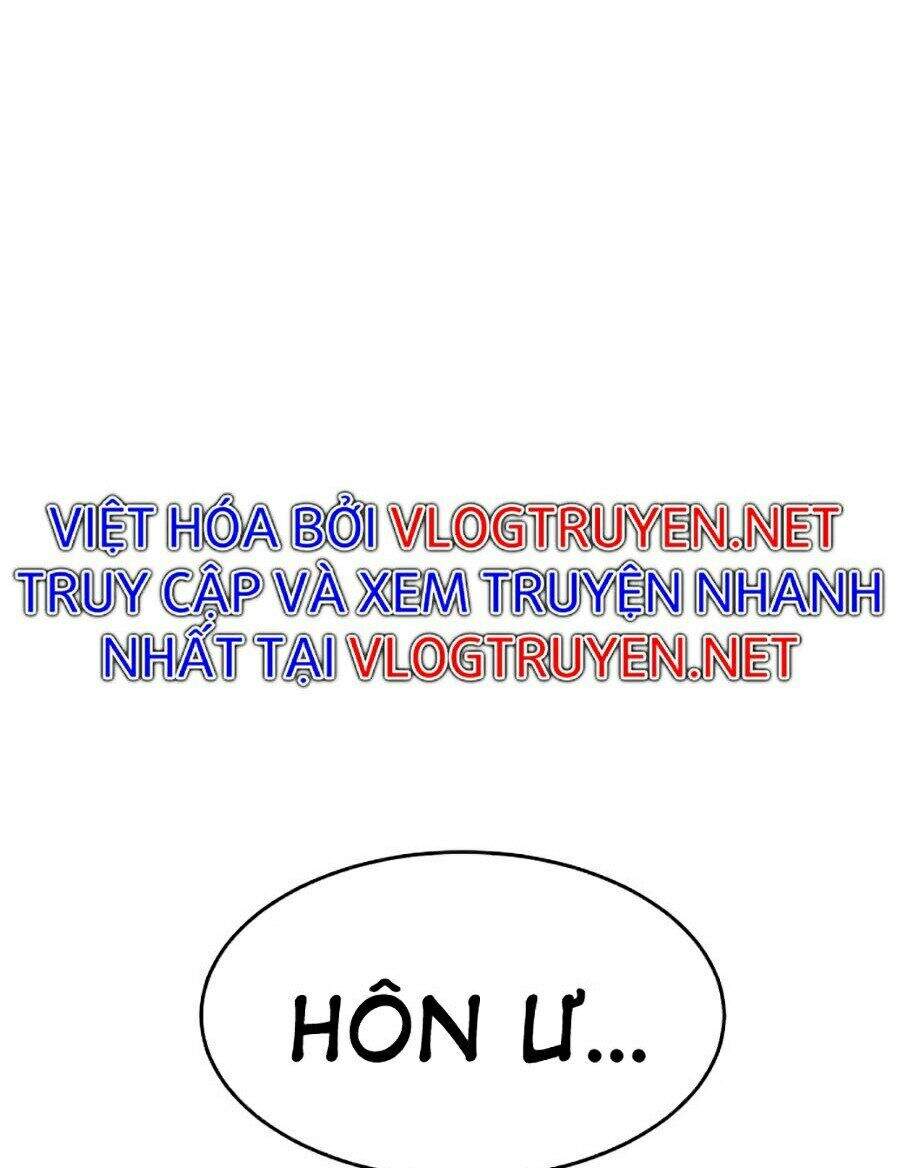 VIỆT HÓA BỞI VLOGTRUYEN.NET
TRUY CẬP VÀ XEM TRUYỆN NHANH
NHẤT TẠI VLOGTRUYEN.NET
HÔN Ư...